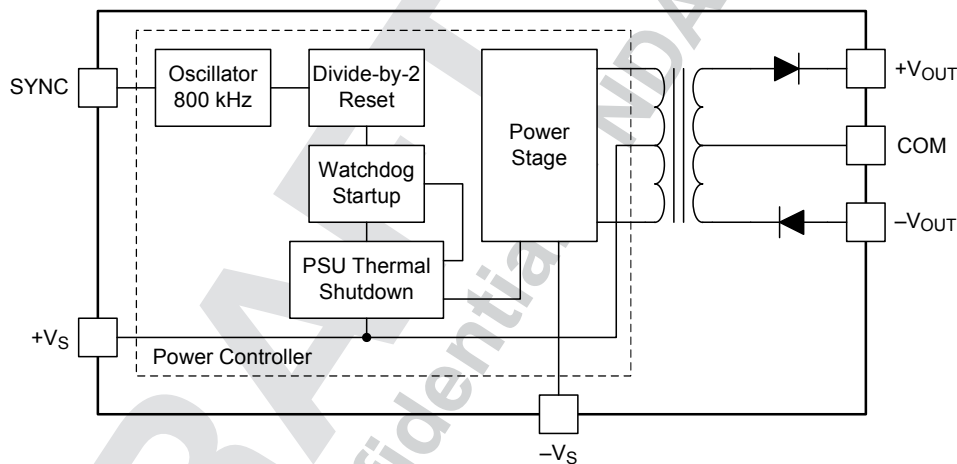 SYNC
Oscillator
800 kHz
Divide-by-2
Reset
Watchdog
Startup
PSU Thermal
Shutdown
Power
Stage
+VOUT
COM
–VOUT
+VS
Power Controller
–VS
NDA